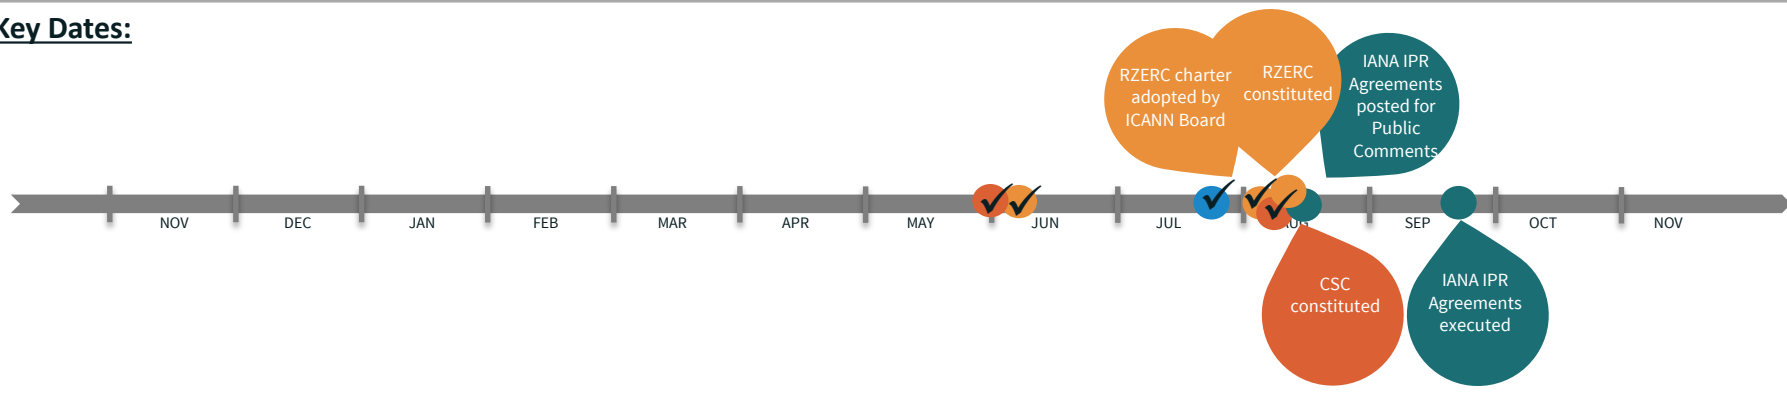 Key Dates:
RZERC charter
adopted by
ICANN Board
RZERC
constituted
IANA IPR
Agreements
posted for
Public
Comments
NOV
DEC
JAN
FEB
MAR
APR
MAY
JUN
JUL
AUG
SEP
OCT
NOV
CSC
constituted
IANA IPR
Agreements
executed